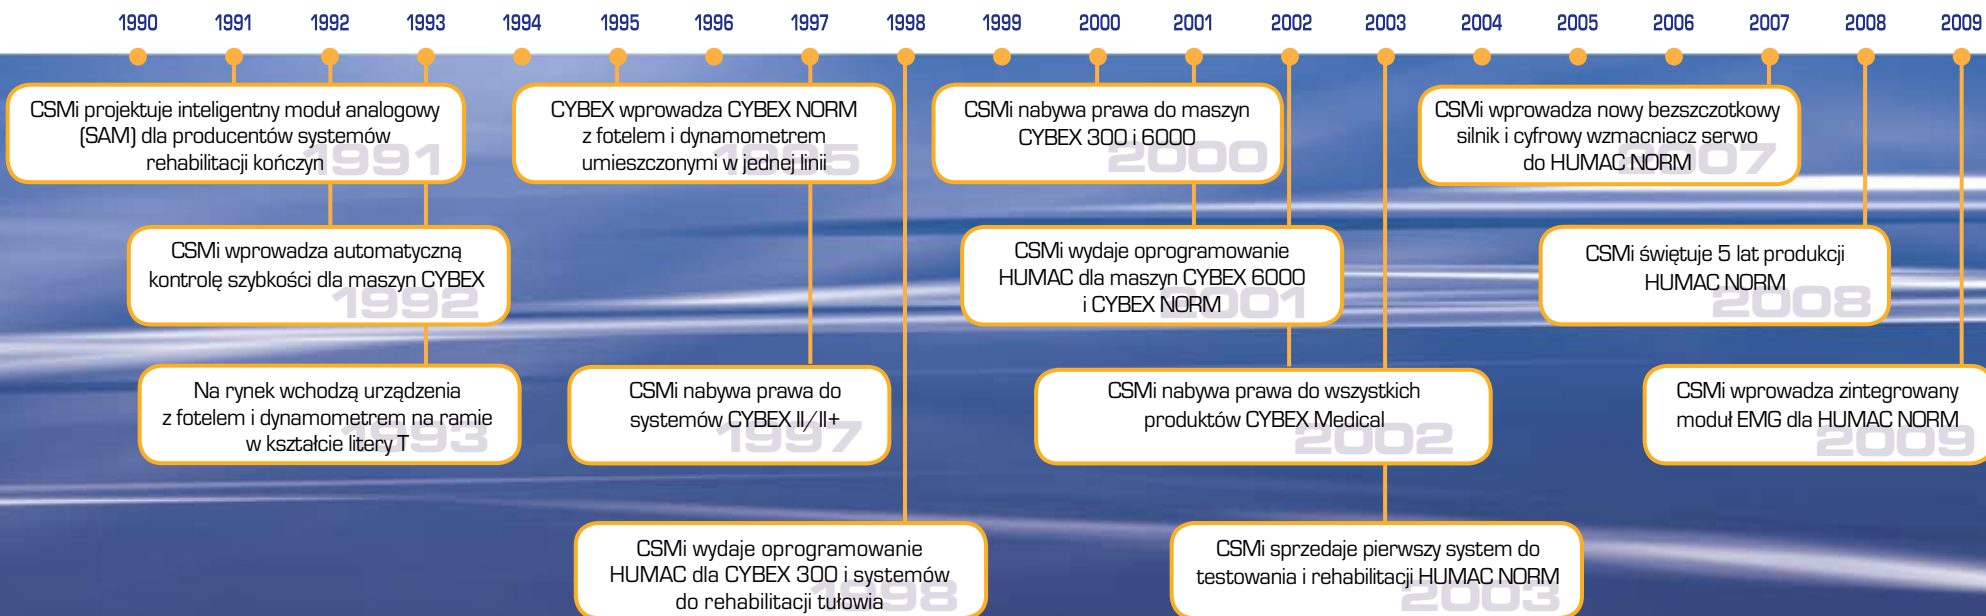 1990 1991 1992 1993 1994 1995 1996 1997 1998 1999 2000 2001 2002 2003 2004 2005 2006 2007 2008 2009
CSMi projektuje inteligentny moduł analogowy
(SAM) dla producentów systemów
rehabilitacji kończyn
1991
CYBEX wprowadza CYBEX NORM
z fotelem i dynamometrem
umieszczonymi w jednej linii
1995
CSMi nabywa prawa do maszyn
CYBEX 300 i 6000
2000
CSMi wprowadza nowy bezszczotkowy
silnik i cyfrowy wzmacniacz serwo
do HUMAC NORM
2007
CSMi wprowadza automatyczną
kontrolę szybkości dla maszyn CYBEX
1992
CSMi wydaje oprogramowanie
HUMAC dla maszyn CYBEX 6000
i CYBEX NORM
2001
CSMi świętuje 5 lat produkcji
HUMAC NORM
2008
Na rynek wchodzą urządzenia
z fotelem i dynamometrem na ramie
w kształcie litery T
1993
CSMi nabywa prawa do
systemów CYBEX II/II+
1997
CSMi nabywa prawa do wszystkich
produktów CYBEX Medical
2002
CSMi wprowadza zintegrowany
moduł EMG dla HUMAC NORM
2009
CSMi wydaje oprogramowanie
HUMAC dla CYBEX 300 i systemów
do rehabilitacji tułowia
1998
CSMi sprzedaje pierwszy system do
testowania i rehabilitacji HUMAC NORM
2003